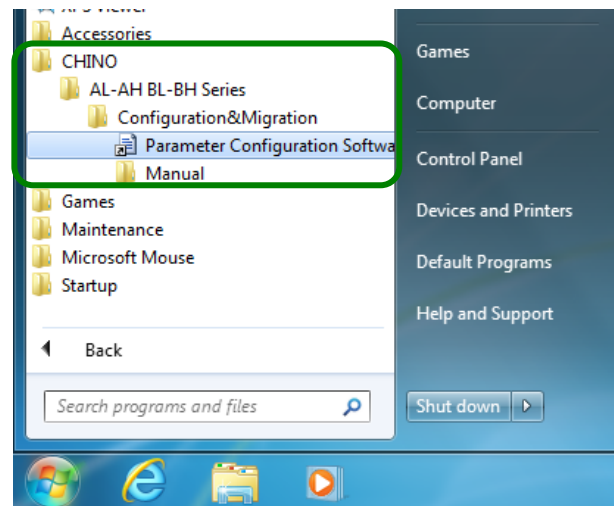 Accessories
CHINO
AL-AH BL-BH Series
Configuration&Migration
Parameter Configuration Softwa
Manual
Games
Maintenance
Microsoft Mouse
Startup
Back
Search programs and files
Games
Computer
Control Panel
Devices and Printers
Default Programs
Help and Support
Shut down